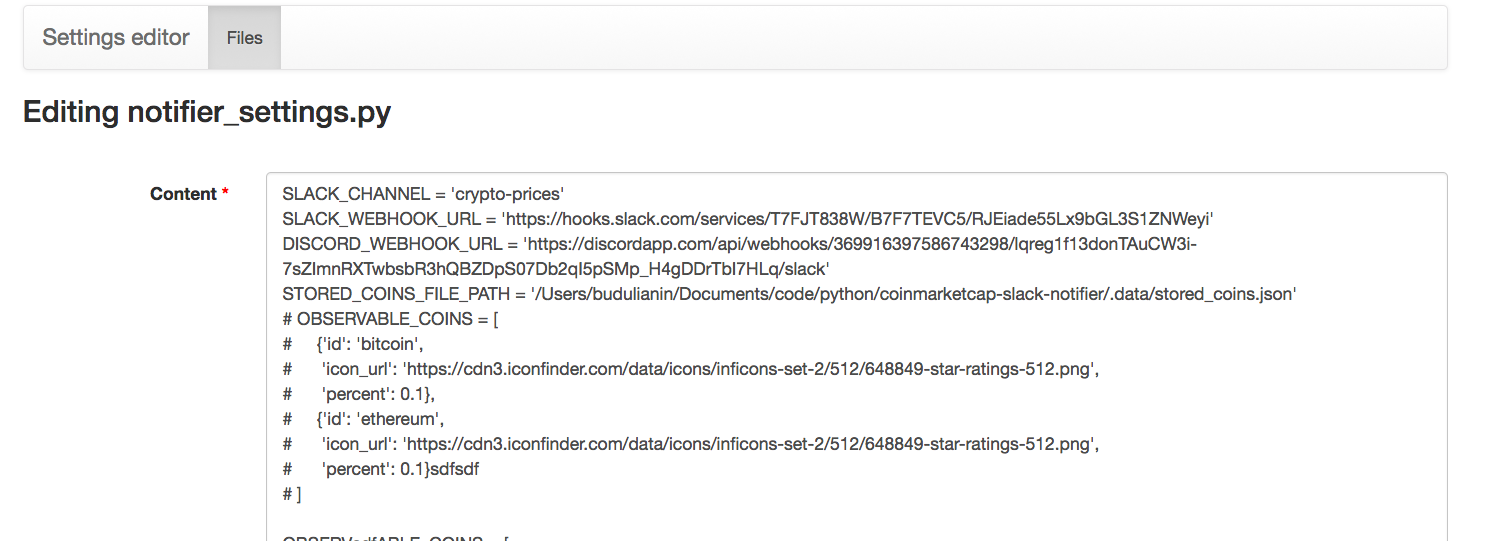 Settings editor Files
Editing notifier_settings.py
Content *
SLACK_CHANNEL = 'crypto-prices'
SLACK_WEBHOOK_URL = 'https://hooks.slack.com/services/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'
DISCORD_WEBHOOK_URL = 'https://discordapp.com/api/webhooks/369916397586743298/lqreg1f13donTAuCW3i-
7sZImnRXTwbsbR3hQBZDpS07Db2qI5pSMp_H4gDDrTbI7HLq/slack'
STORED_COINS_FILE_PATH = '/Users/budulianin/Documents/code/python/coinmarketcap-slack-notifier/.data/stored_coins.json'
# OBSERVABLE_COINS = [
#     {'id': 'bitcoin',
#      'icon_url': 'https://cdn3.iconfinder.com/data/icons/inficons-set-2/512/648849-star-ratings-512.png',
#      'percent': 0.1},
#     {'id': 'ethereum',
#      'icon_url': 'https://cdn3.iconfinder.com/data/icons/inficons-set-2/512/648849-star-ratings-512.png',
#      'percent': 0.1}sdfsdf
# ]
OBSERVsdfABLE_COINS = [